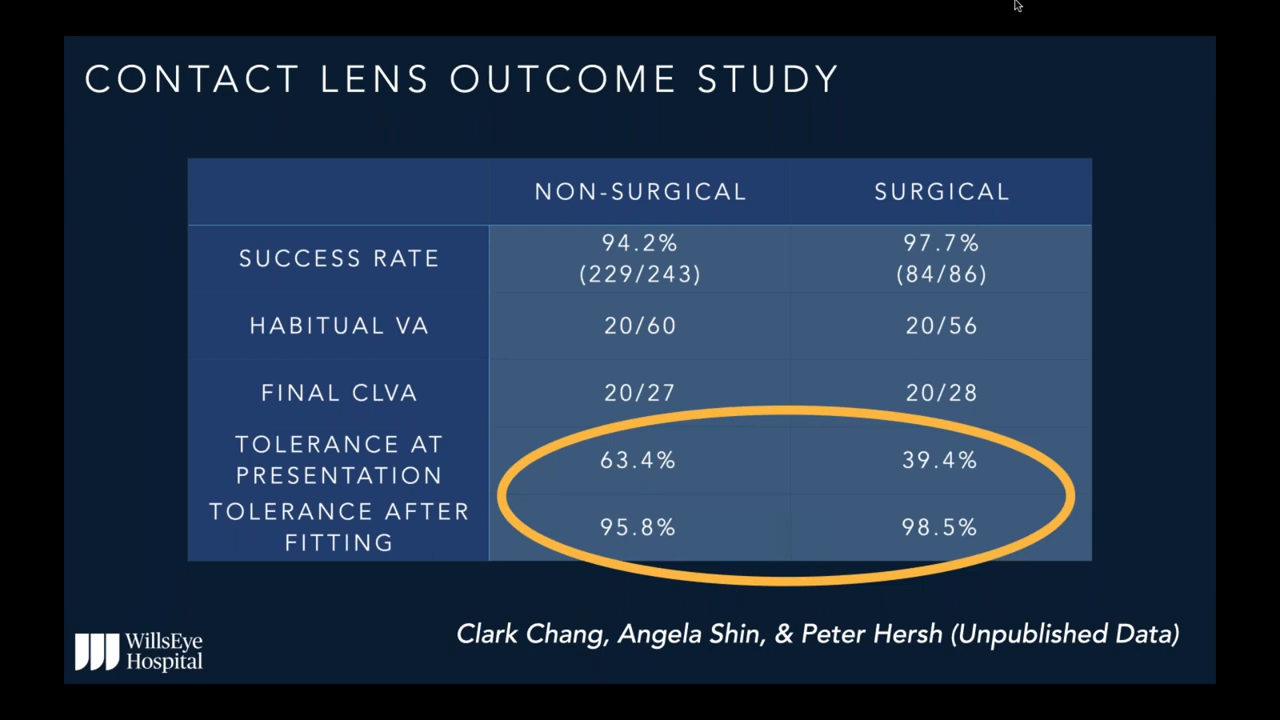 CONTACT LENS OUTCOME STUDY
NON-SURGICAL SURGICAL
SUCCESS RATE 94.2% (229/243) 97.7% (84/86)
HABITUAL VA 20/60 20/56
FINAL CLVA 20/27 20/28
TOLERANCE AT PRESENTATION 63.4% 39.4%
TOLERANCE AFTER FITTING 95.8% 98.5%
Clark Chang, Angela Shin, & Peter Hersh (Unpublished Data)
WillsEye
Hospital